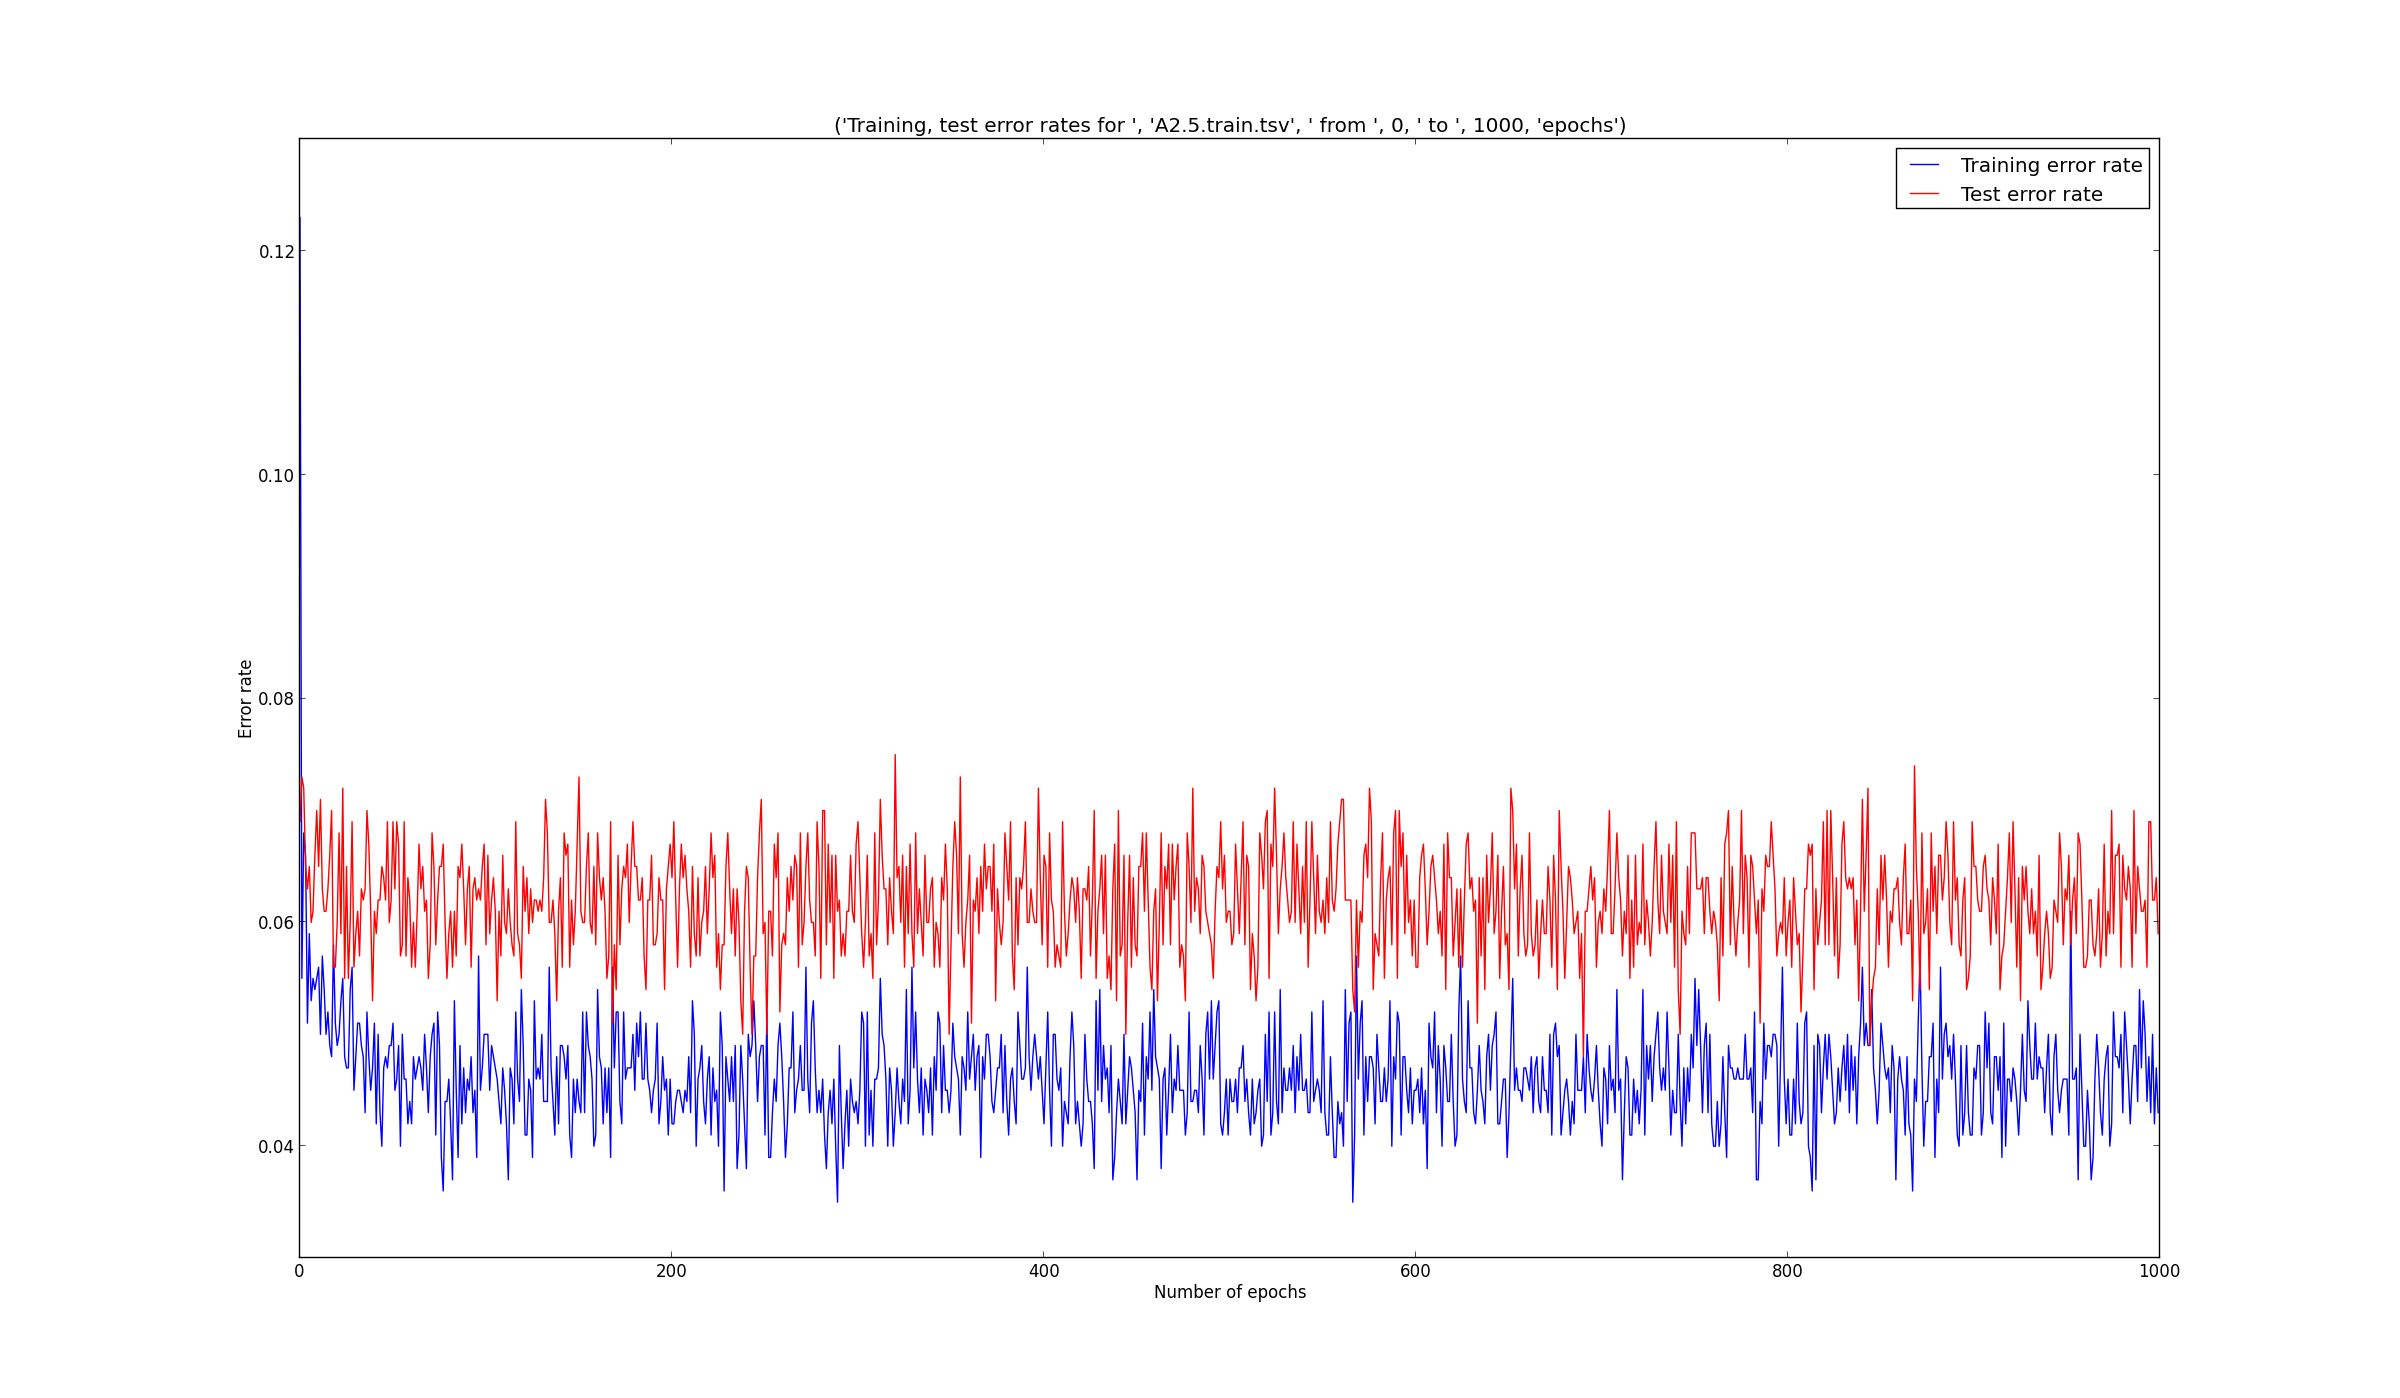 ('Training, test error rates for ', 'A2.5.train.tsv', ' from ', 0, ' to ', 1000, 'epochs')
Training error rate
Test error rate
0.12
0.10
0.08
0.06
0.04
Error rate
0 200 400 600 800 1000
Number of epochs